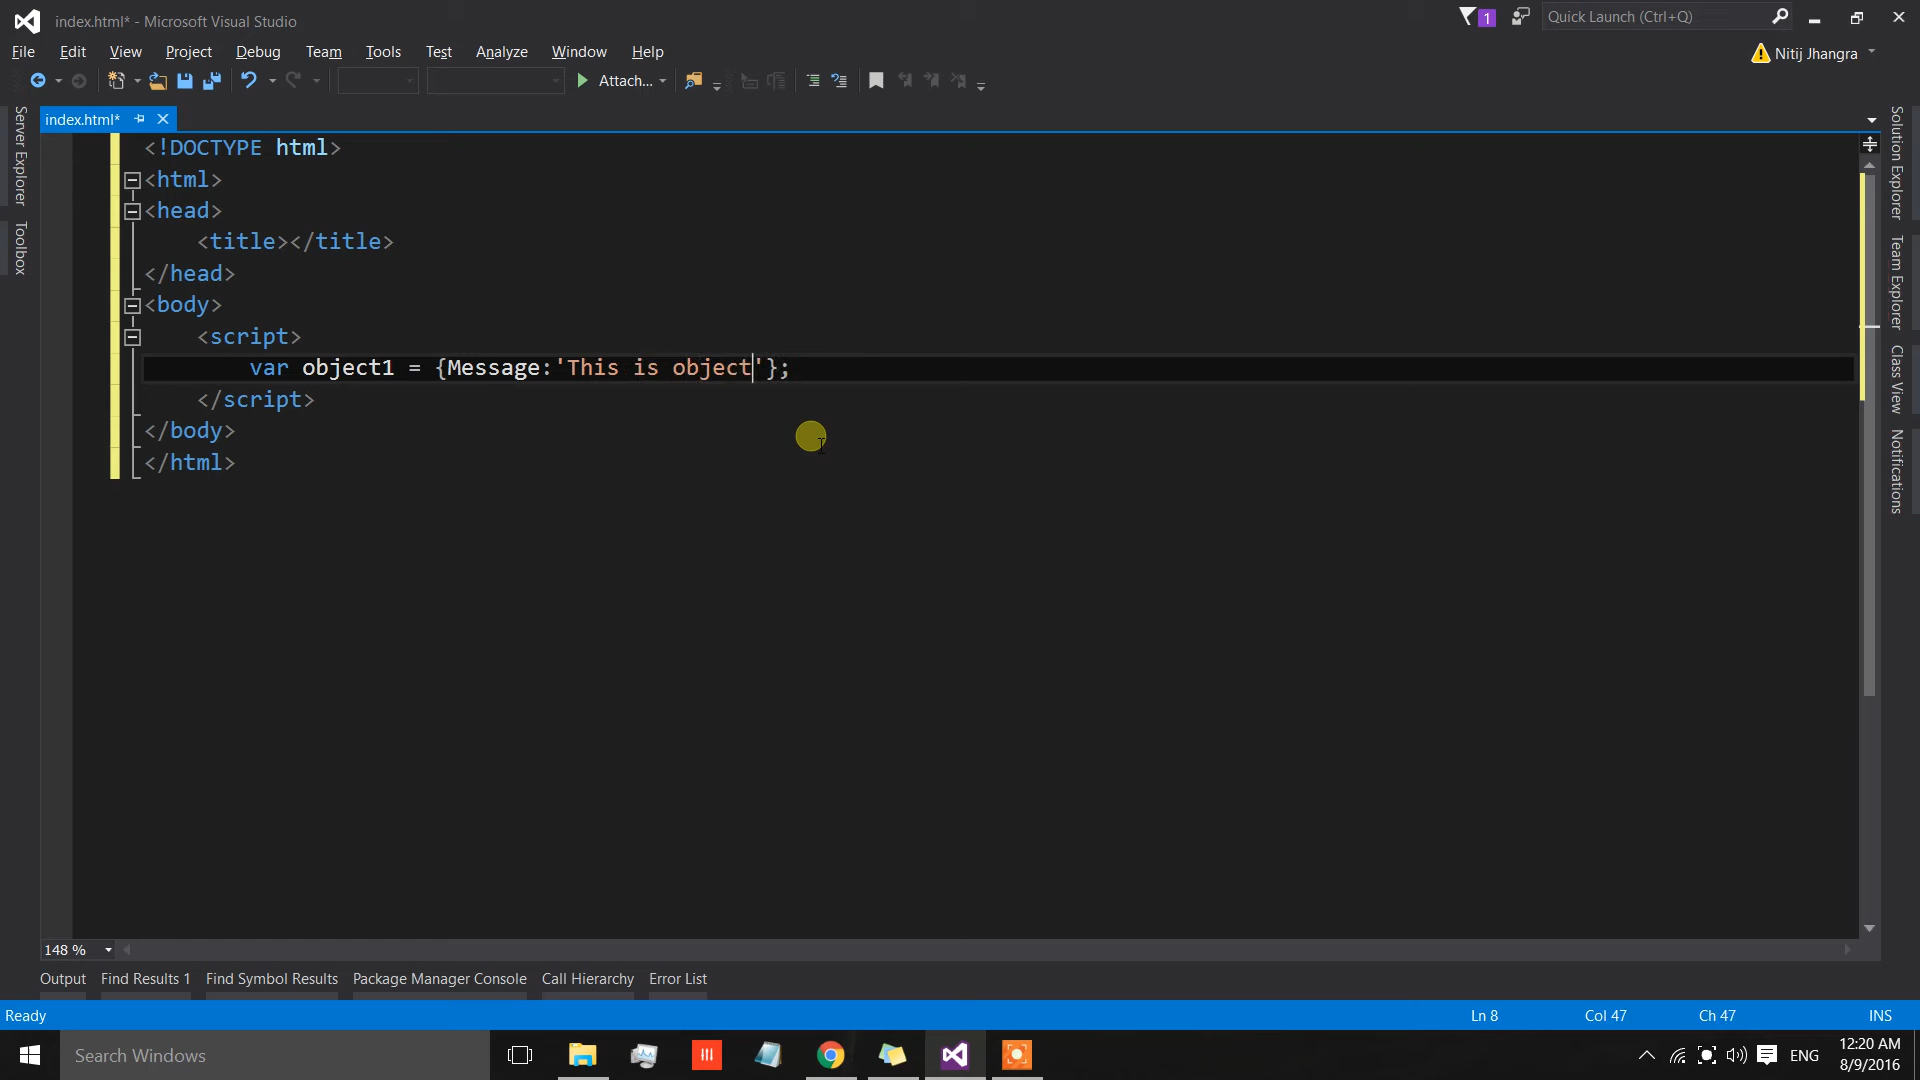 index.html* - Microsoft Visual Studio
1
Quick Launch (Ctrl+Q)
File Edit View Project Debug Team Tools Test Analyze Window Help
Nitij Jhangra
Attach...
index.html*
Server Explorer
Toolbox
Solution Explorer
Team Explorer
Class View
Notifications
<!DOCTYPE html>
<html>
<head>
<title></title>
</head>
<body>
<script>
var object1 = {Message:'This is object'};
</script>
</body>
</html>
148 %
Output Find Results 1 Find Symbol Results Package Manager Console Call Hierarchy Error List
Ready Ln 8 Col 47 Ch 47 INS
Search Windows
ENG
12:20 AM
8/9/2016